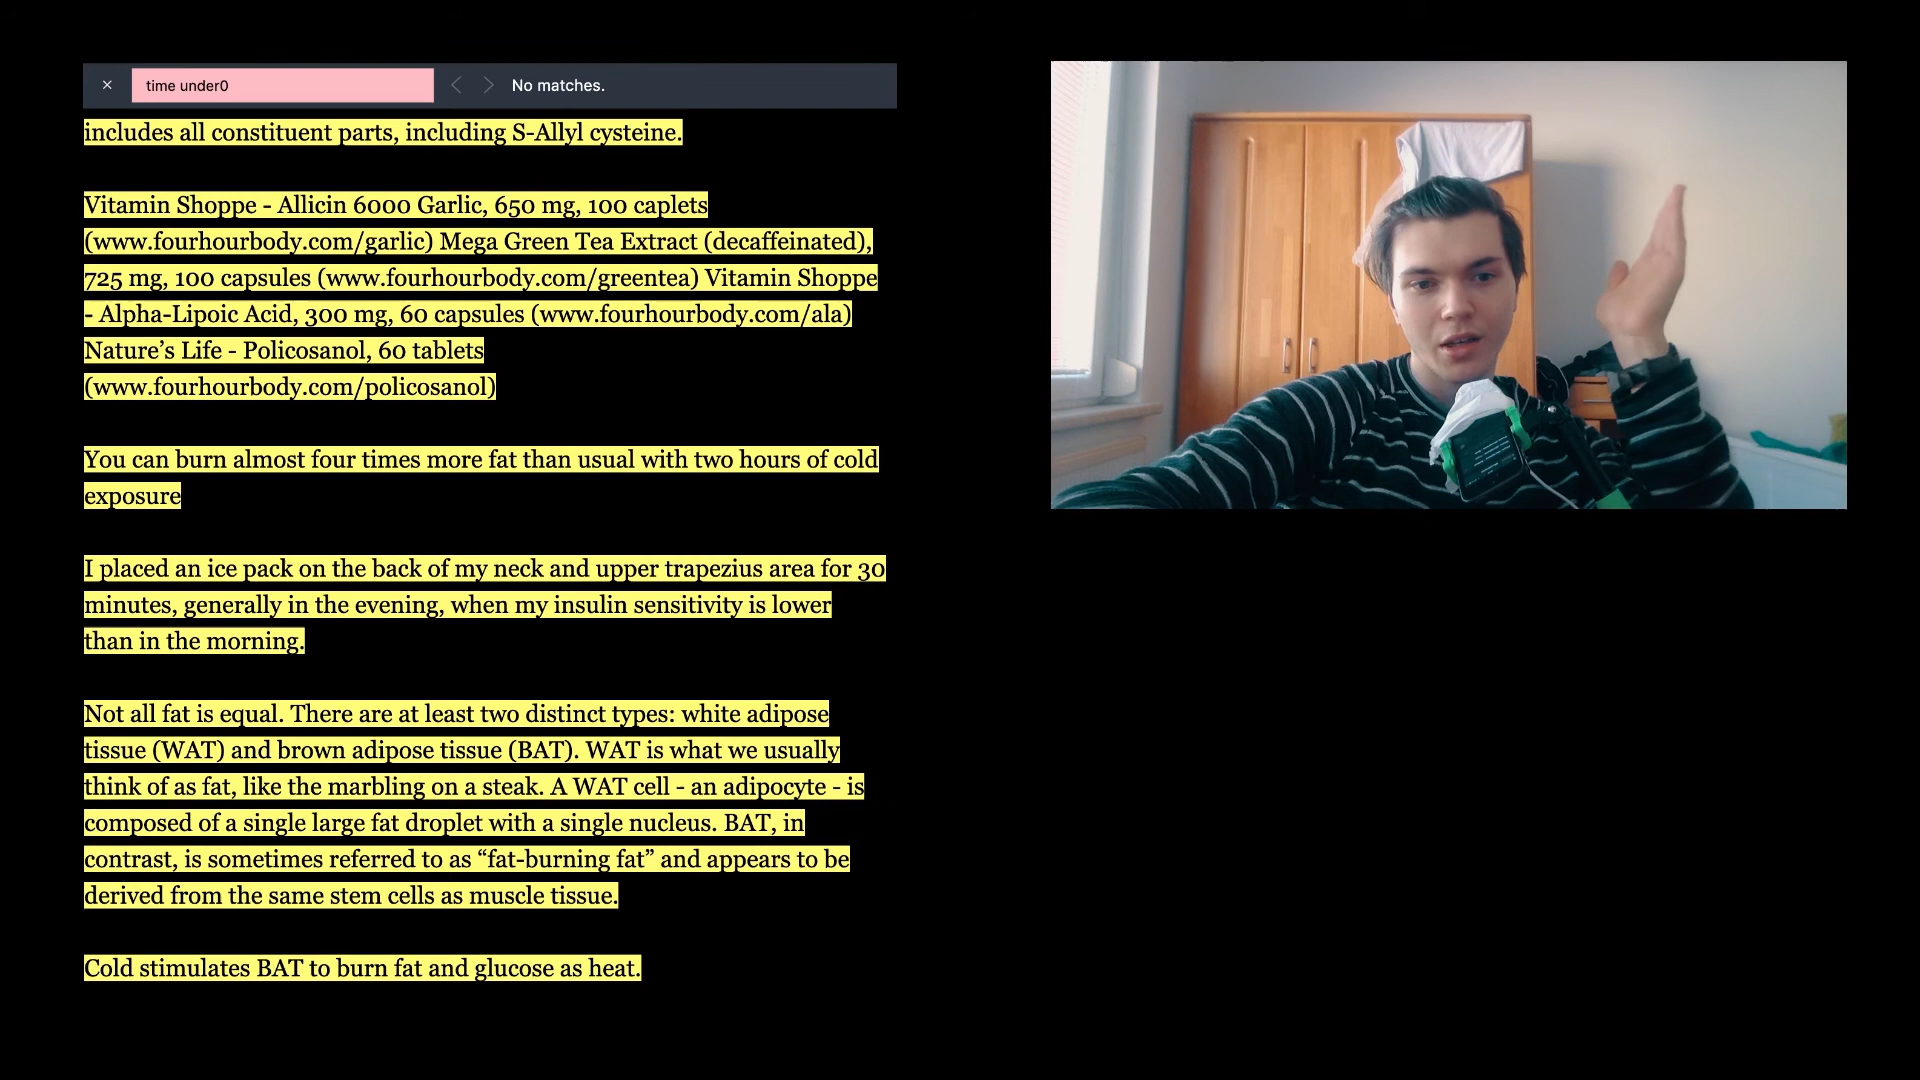 × time under0 < > No matches.
includes all constituent parts, including S-Allyl cysteine.
Vitamin Shoppe - Allicin 6000 Garlic, 650 mg, 100 caplets
(www.fourhourbody.com/garlic) Mega Green Tea Extract (decaffeinated),
725 mg, 100 capsules (www.fourhourbody.com/greentea) Vitamin Shoppe
- Alpha-Lipoic Acid, 300 mg, 60 capsules (www.fourhourbody.com/ala)
Nature’s Life - Policosanol, 60 tablets
(www.fourhourbody.com/policosanol)
You can burn almost four times more fat than usual with two hours of cold
exposure
I placed an ice pack on the back of my neck and upper trapezius area for 30
minutes, generally in the evening, when my insulin sensitivity is lower
than in the morning.
Not all fat is equal. There are at least two distinct types: white adipose
tissue (WAT) and brown adipose tissue (BAT). WAT is what we usually
think of as fat, like the marbling on a steak. A WAT cell - an adipocyte - is
composed of a single large fat droplet with a single nucleus. BAT, in
contrast, is sometimes referred to as “fat-burning fat” and appears to be
derived from the same stem cells as muscle tissue.
Cold stimulates BAT to burn fat and glucose as heat.